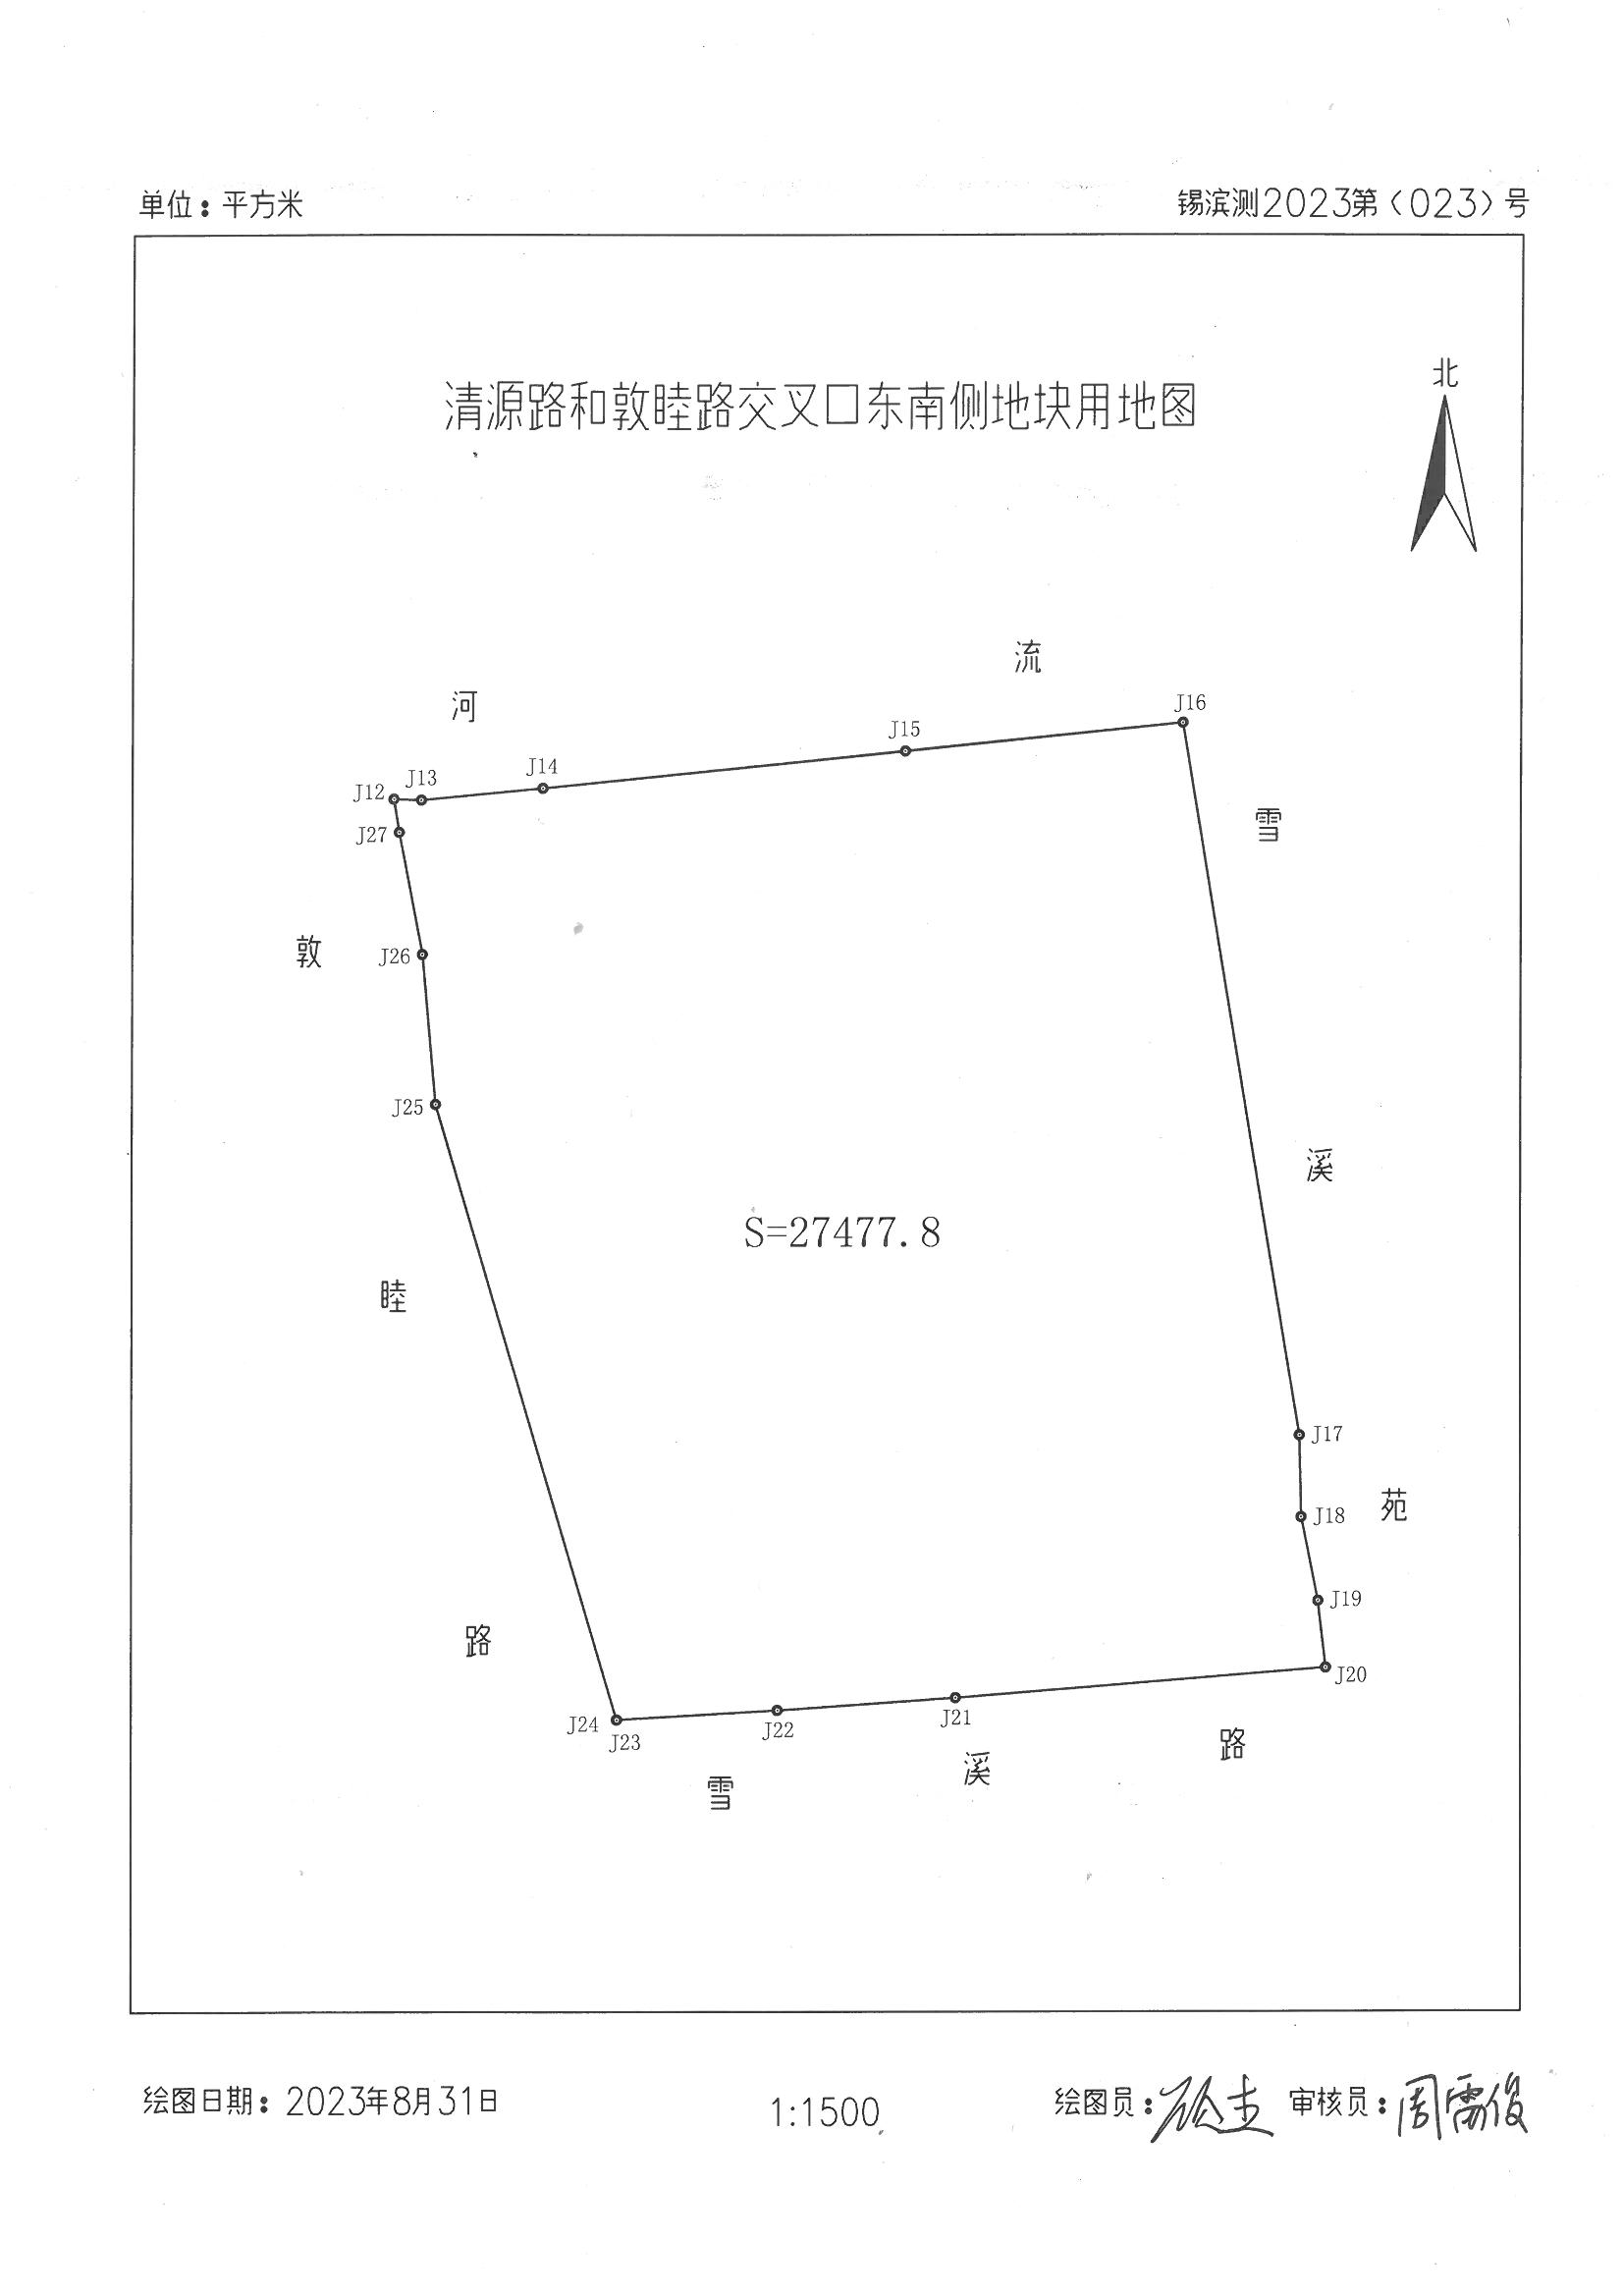 单位：平方米
锡滨测2023第（023）号
清源路和敦睦路交叉口东南侧地块用地图
北
河流
J12
J13
J14
J15
J16
J27
J26
J25
敦睦路
雪溪苑
S=27477.8
J17
J18
J19
J20
J21
J22
J24
J23
雪溪路
绘图日期：2023年8月31日
1:1500
绘图员：
审核员：周